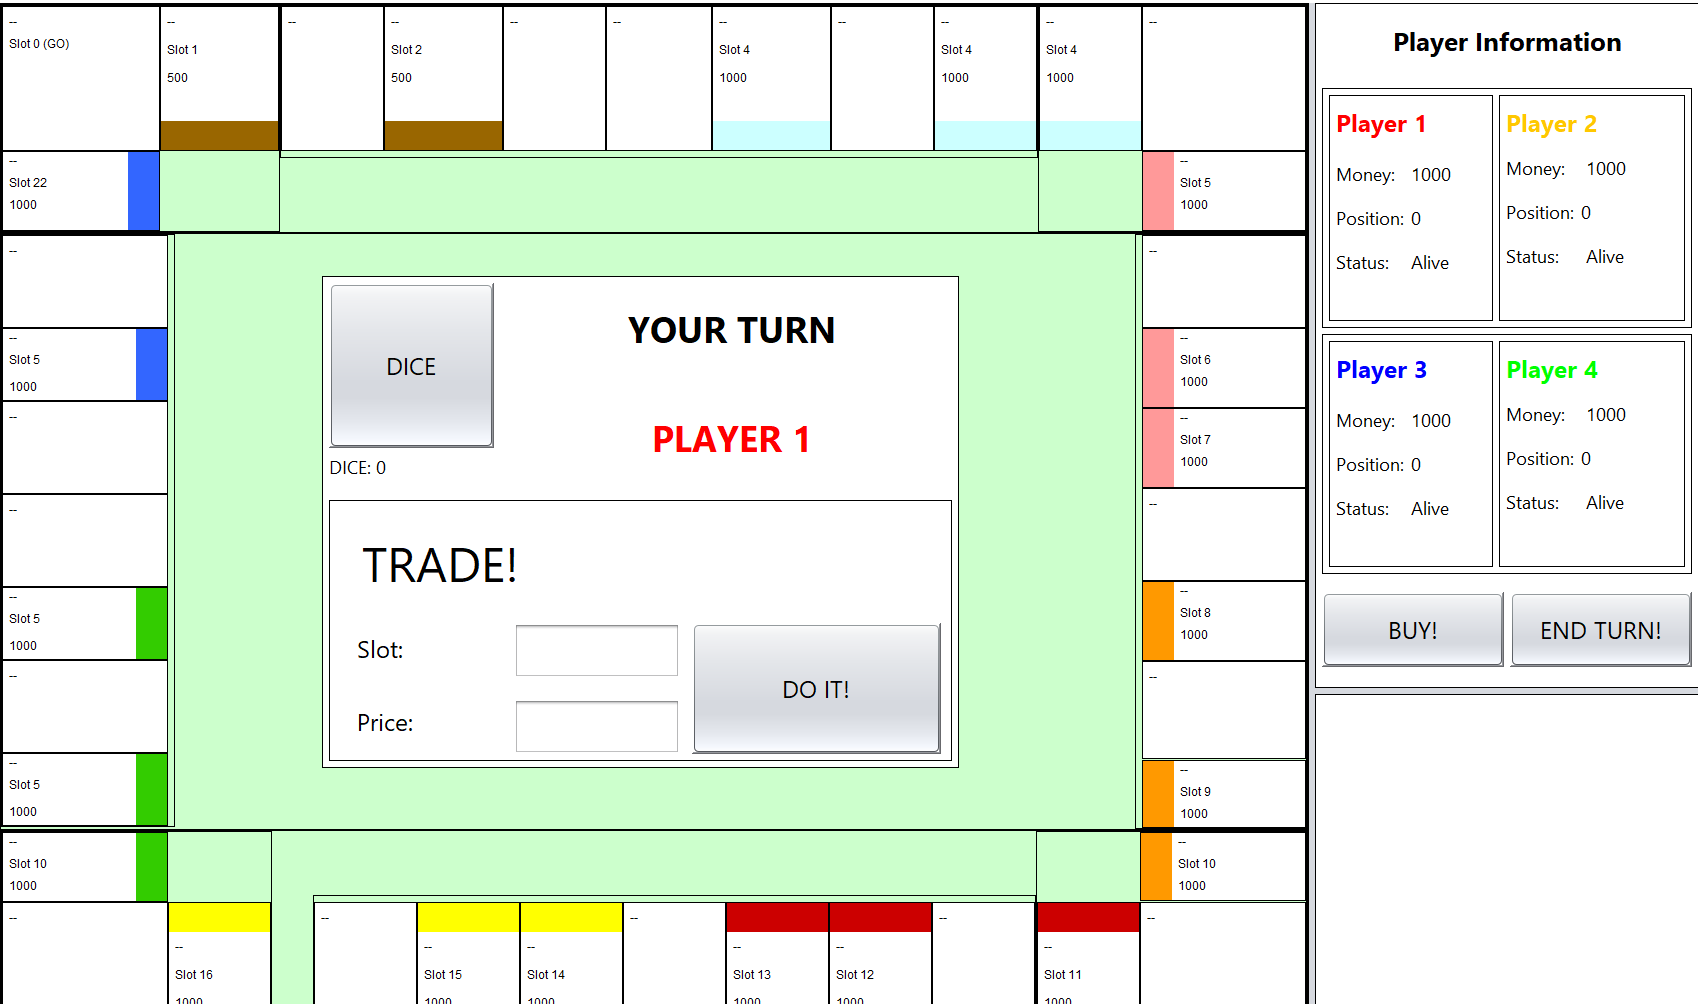 --
Slot 0 (GO)
--
Slot 1
500
--
--
Slot 2
500
--
--
--
Slot 4
1000
--
--
Slot 4
1000
--
Slot 4
1000
--
--
Slot 22
1000
--
--
Slot 5
1000
--
--
--
Slot 5
1000
--
--
Slot 5
1000
--
Slot 10
1000
--
--
Slot 5
1000
--
--
Slot 6
1000
--
Slot 7
1000
--
--
Slot 8
1000
--
--
Slot 9
1000
--
Slot 10
1000
--
Slot 16
1000
--
--
Slot 15
1000
--
Slot 14
1000
--
--
Slot 13
1000
--
Slot 12
1000
--
--
Slot 11
1000
--
DICE
DICE: 0
YOUR TURN
PLAYER 1
TRADE!
Slot:
Price:
DO IT!
Player Information
Player 1
Money: 1000
Position: 0
Status: Alive
Player 2
Money: 1000
Position: 0
Status: Alive
Player 3
Money: 1000
Position: 0
Status: Alive
Player 4
Money: 1000
Position: 0
Status: Alive
BUY!
END TURN!